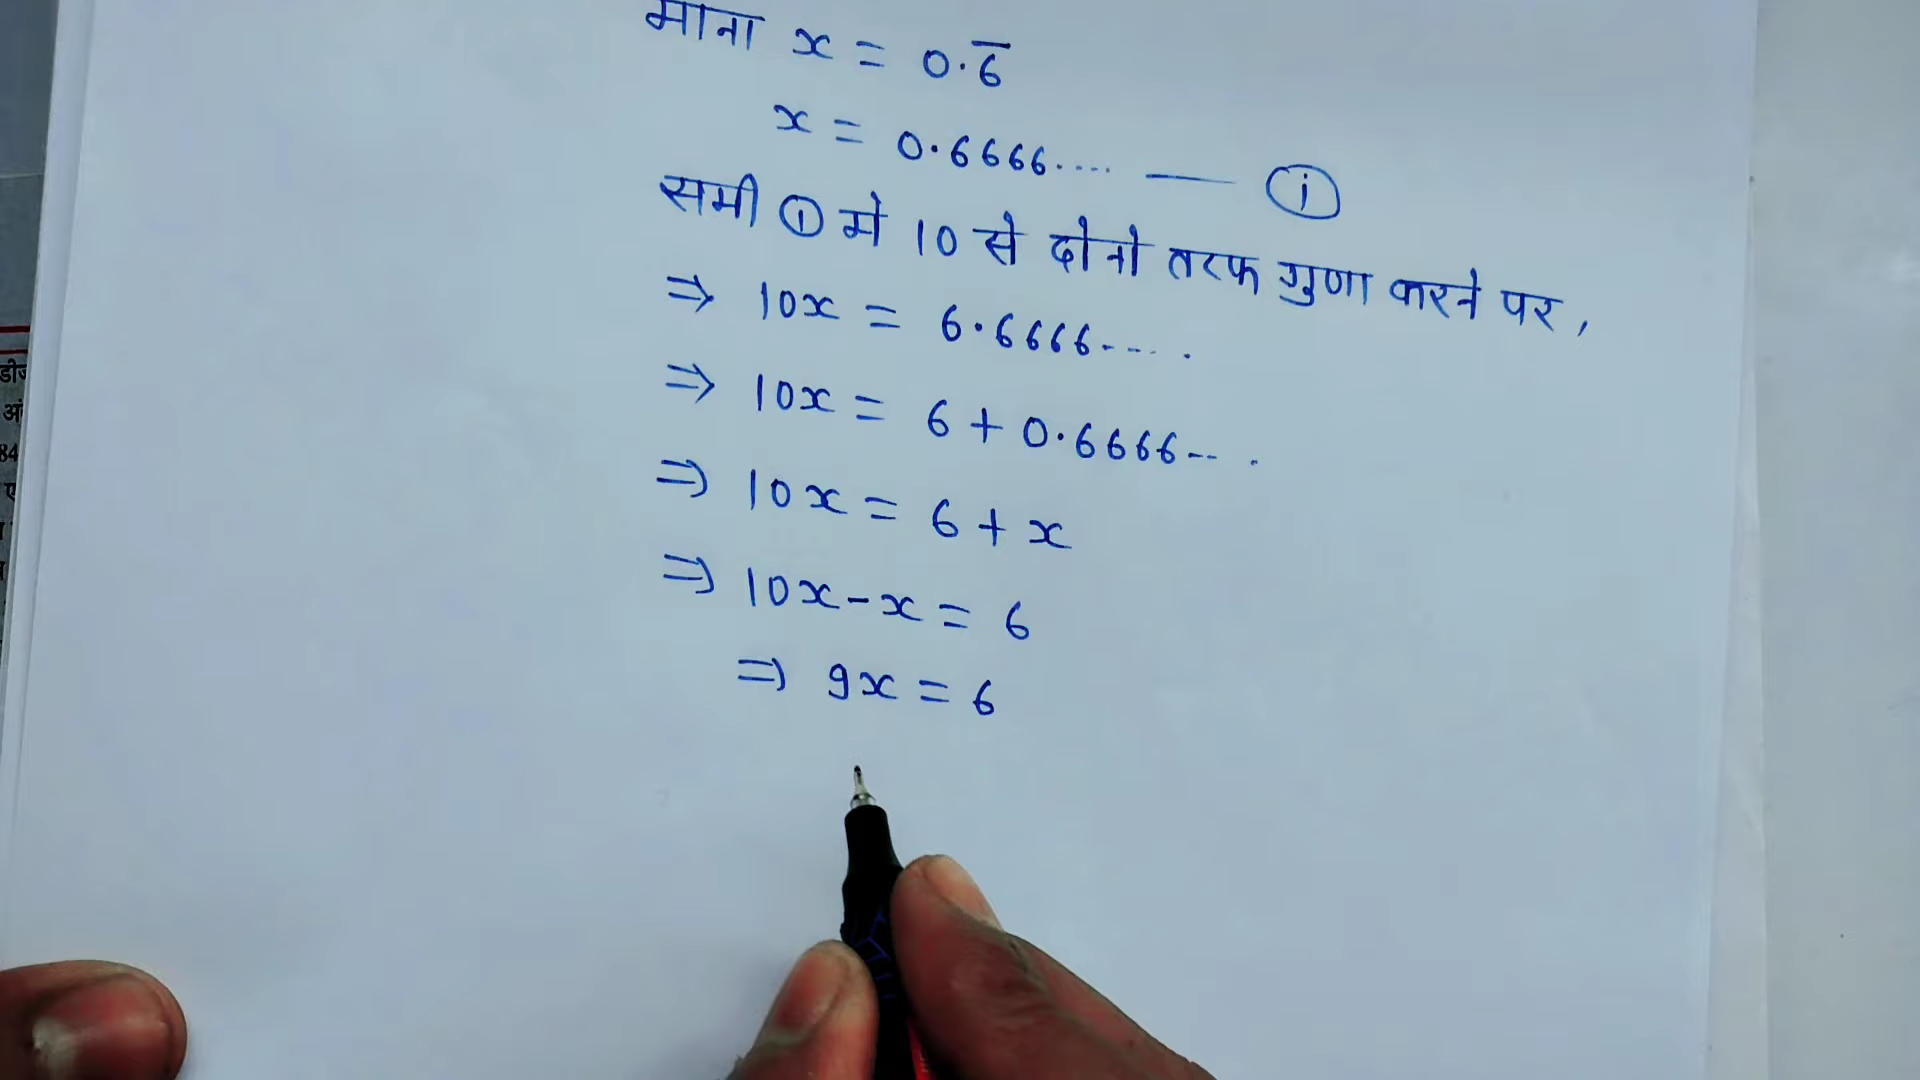 माना x = 0.6̅
x = 0.6666.... — (i)
समी ① मे 10 से दोनो तरफ गुणा करने पर,
⇒ 10x = 6.6666-----.
⇒ 10x = 6 + 0.6666-- .
⇒ 10x = 6 + x
⇒ 10x - x = 6
⇒ 9x = 6
डीज
अं
84
ए